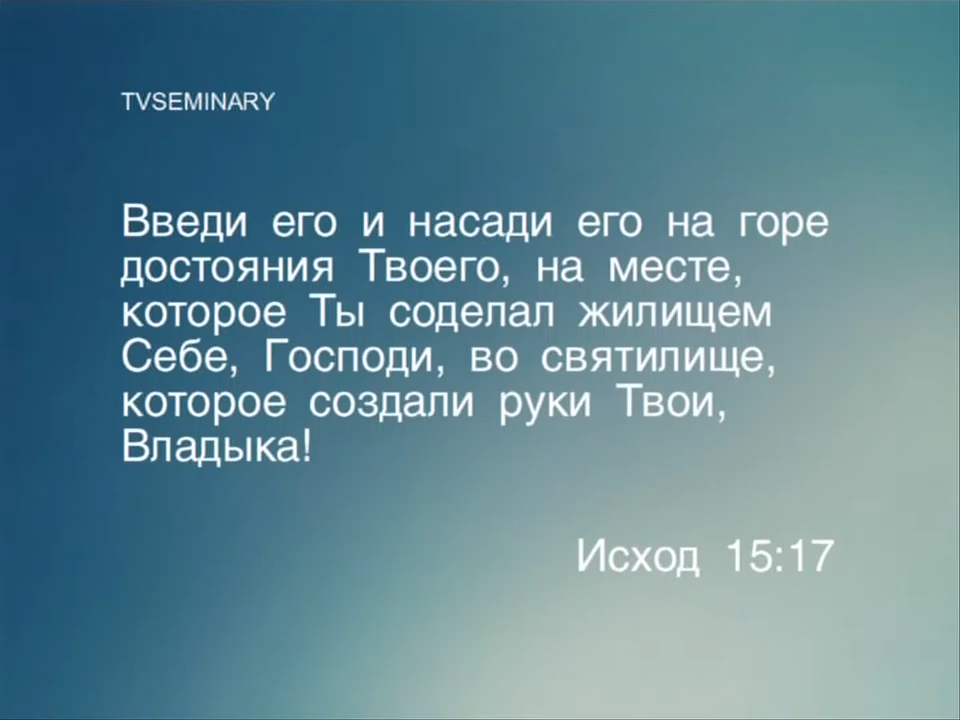 TVSEMINARY
Введи его и насади его на горе
достояния Твоего, на месте,
которое Ты соделал жилищем
Себе, Господи, во святилище,
которое создали руки Твои,
Владыка!
Исход 15:17